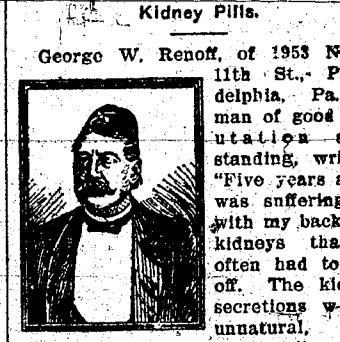 Kidney Pills.
George W. Renoff, of 1953 N
11th St., P
delphia, Pa.
man of good
utation a
standing, wri
"Five years a
was suffering
with my back
kidneys tha
often had to
off. The kid
secretions w
unnatural,